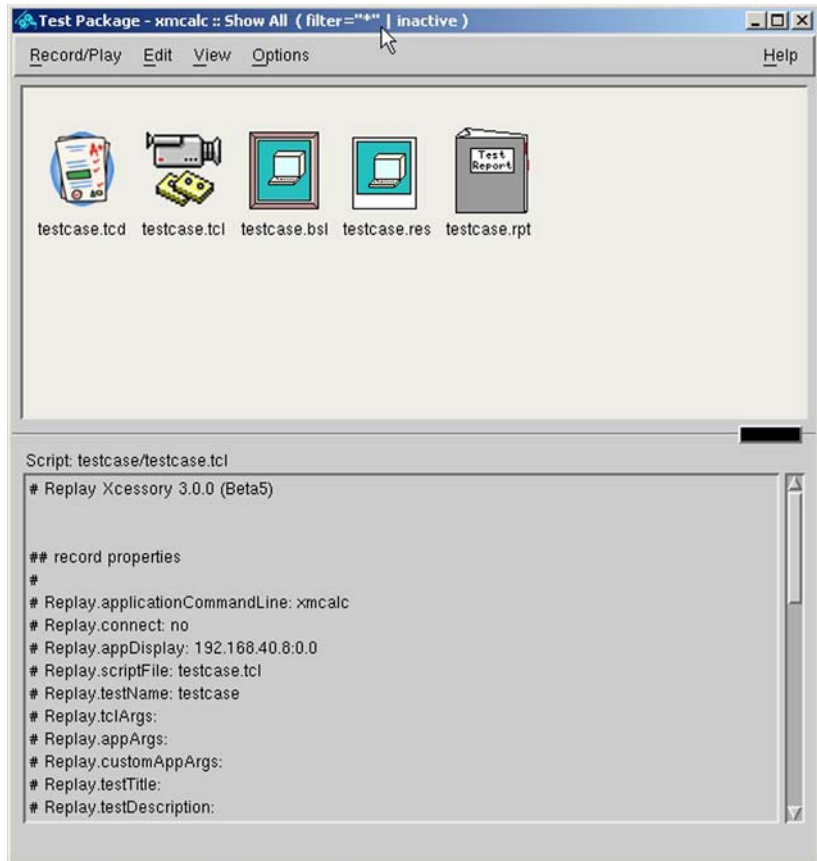 Test Package - xmcalc :: Show All ( filter="*" | inactive )
Record/Play Edit View Options Help
A+
Test
Report
testcase.tcd testcase.tcl testcase.bsl testcase.res testcase.rpt
Script: testcase/testcase.tcl
# Replay Xcessory 3.0.0 (Beta5)
## record properties
#
# Replay.applicationCommandLine: xmcalc
# Replay.connect: no
# Replay.appDisplay: 192.168.40.8:0.0
# Replay.scriptFile: testcase.tcl
# Replay.testName: testcase
# Replay.tclArgs:
# Replay.appArgs:
# Replay.customAppArgs:
# Replay.testTitle:
# Replay.testDescription: